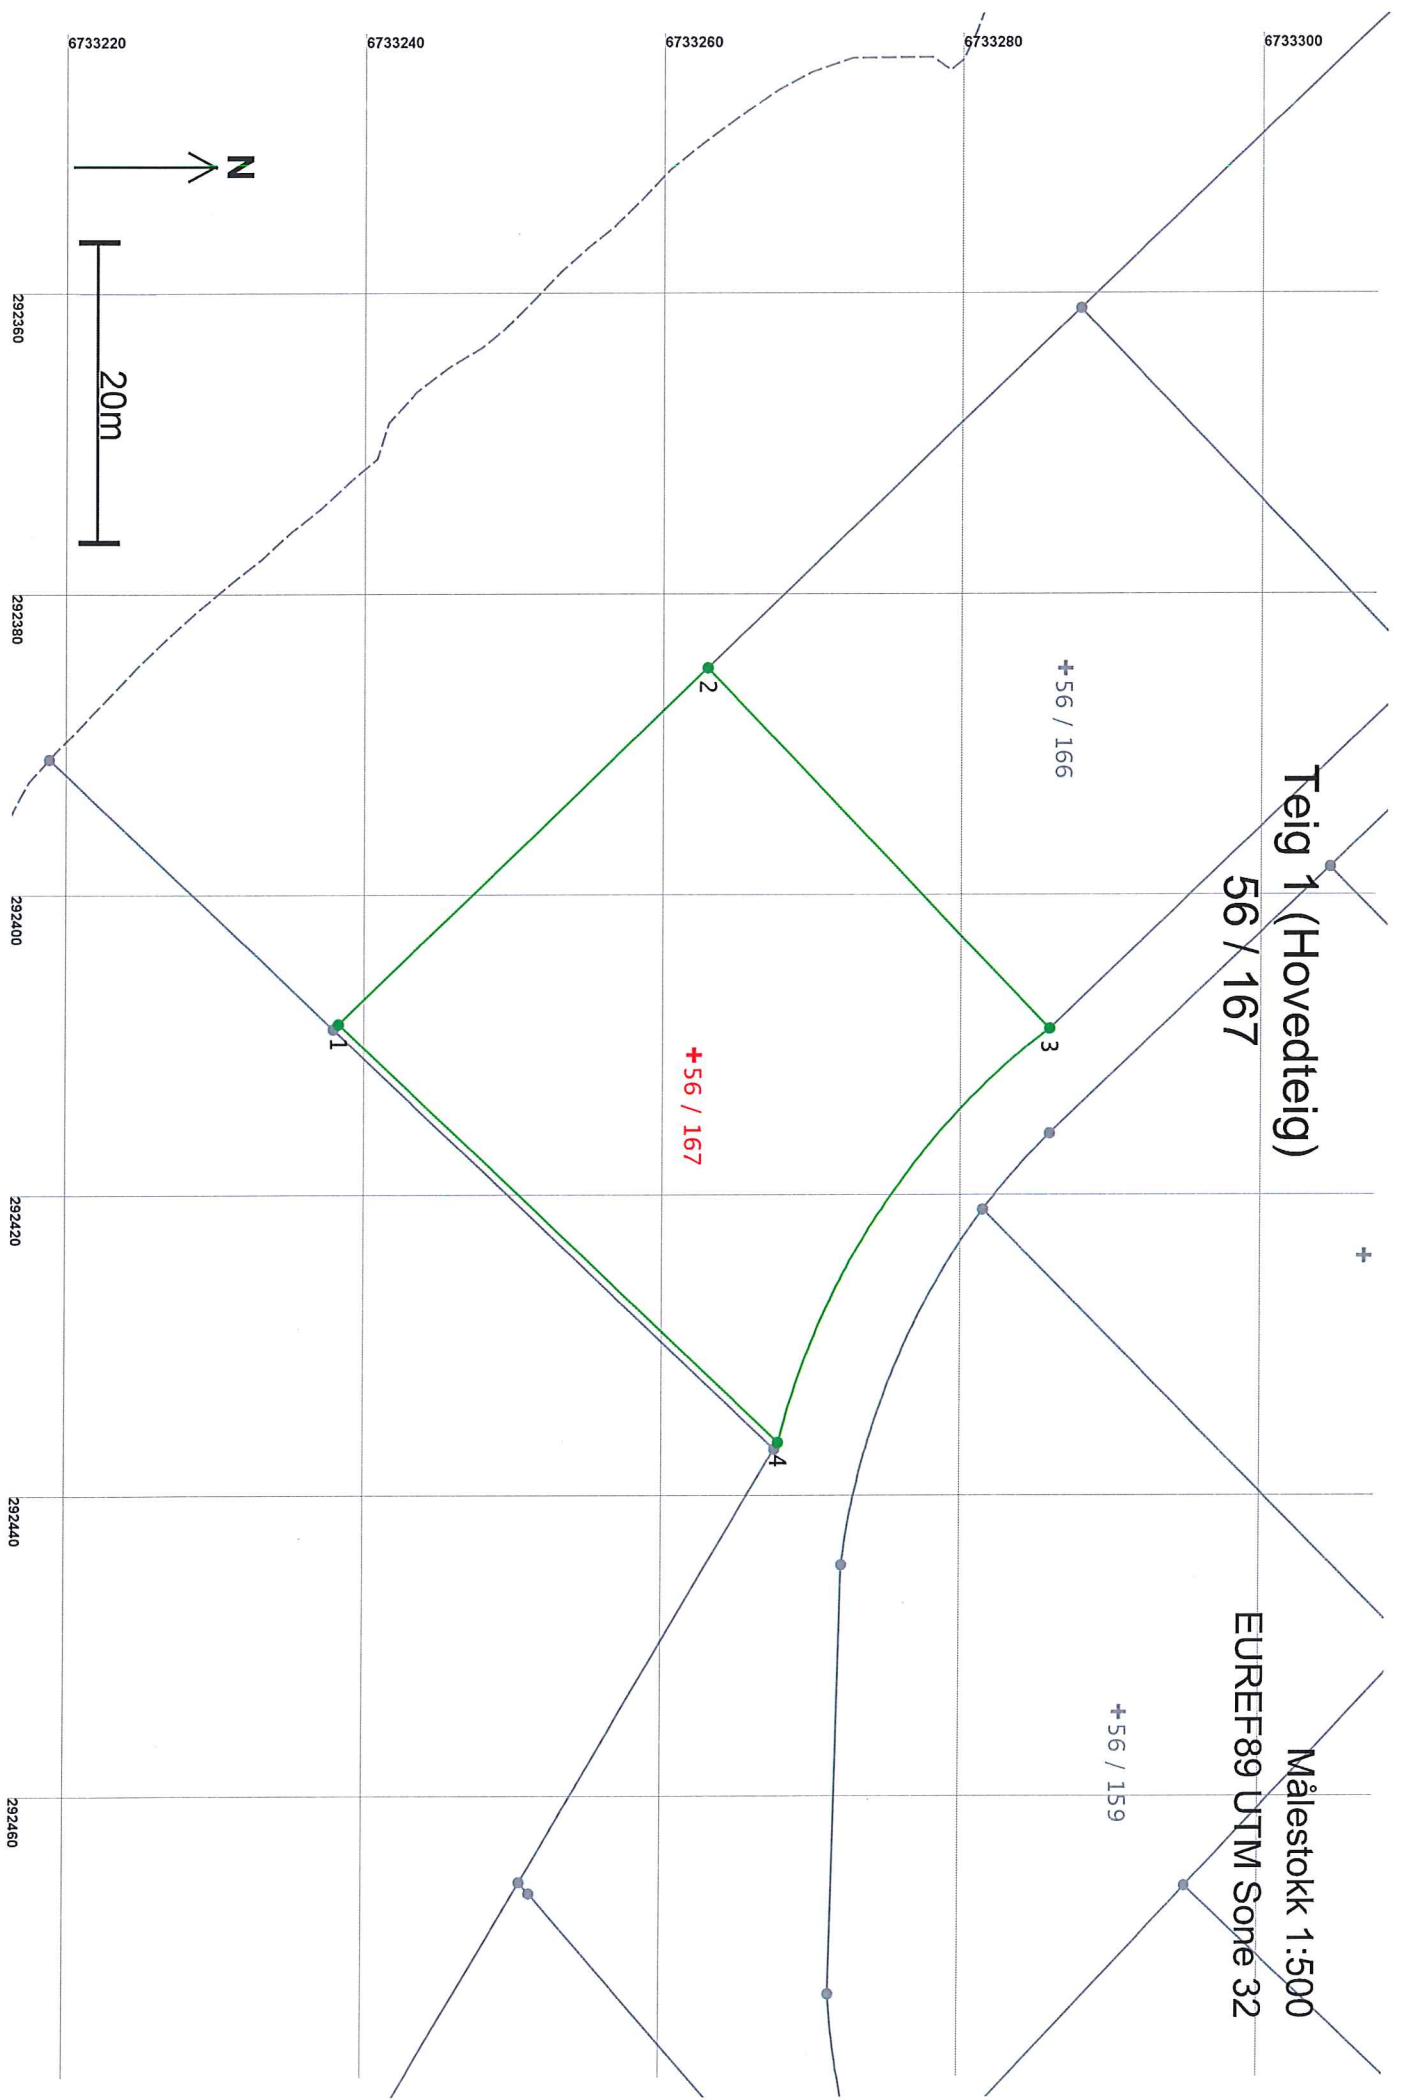 Teig 1 (Hovedteig)
56 / 167
Målestokk 1:500
EUREF89 UTM Sone 32
6733300
6733280
6733260
6733240
6733220
+56 / 166
+56 / 167
+56 / 159
+
2
3
1
4
N
20m
292360
292380
292400
292420
292440
292460